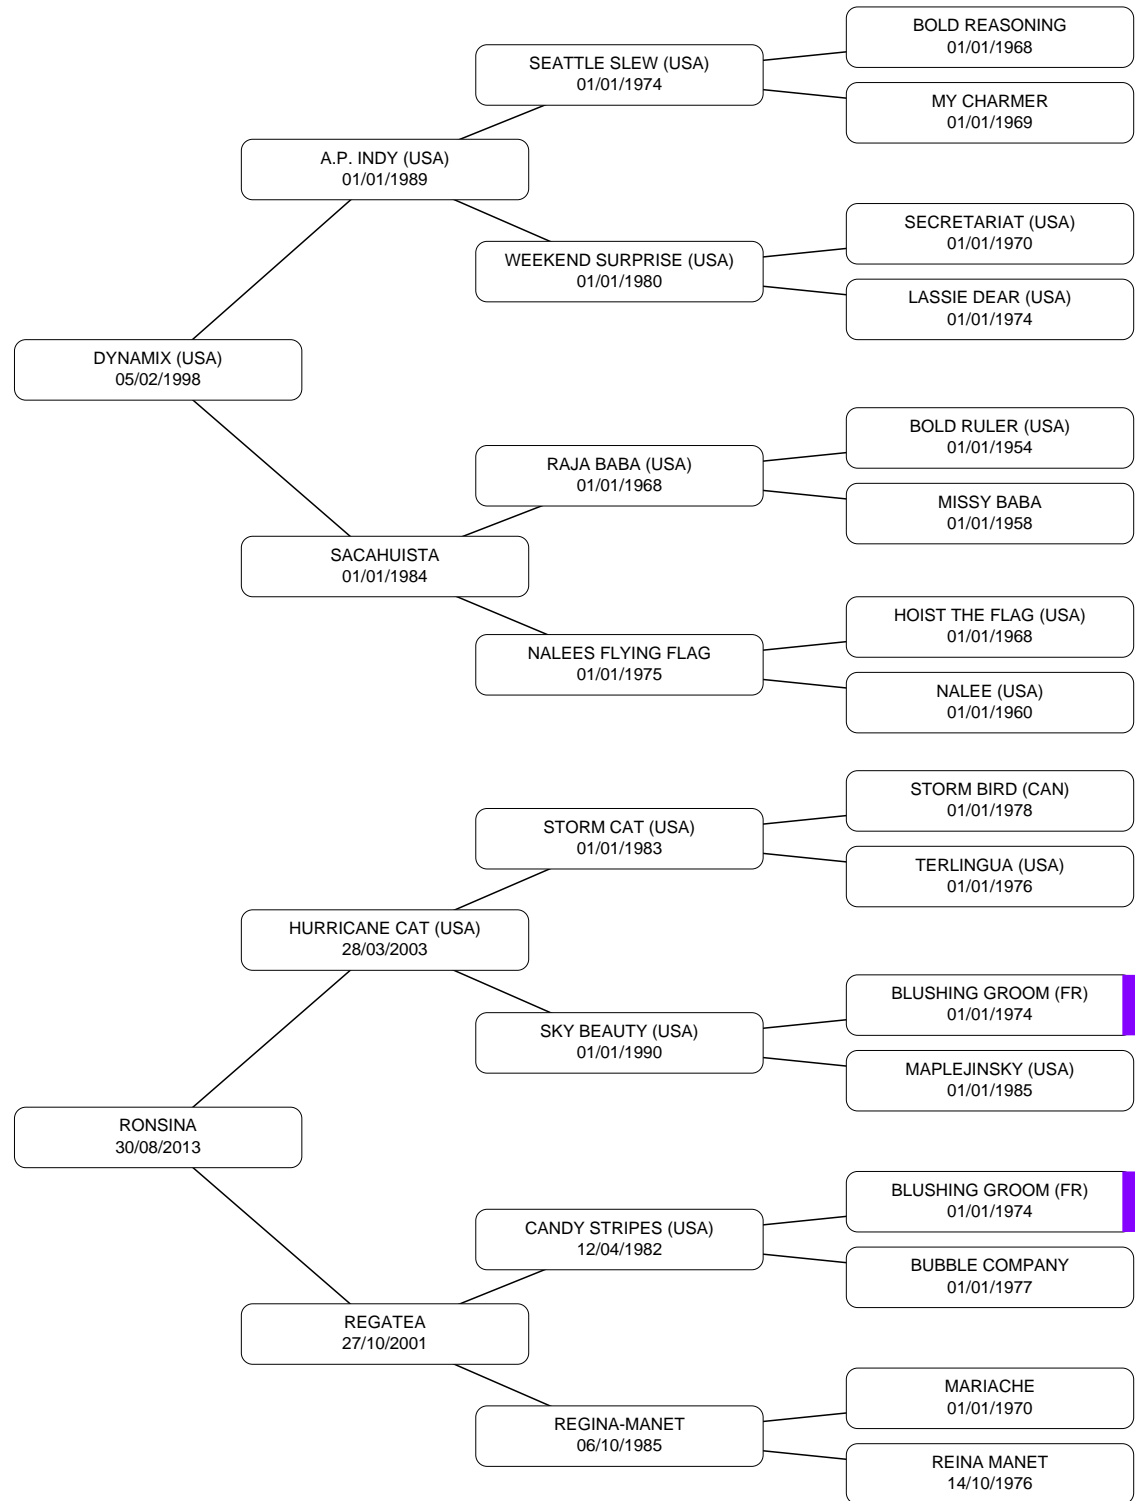 BOLD REASONING
01/01/1968
SEATTLE SLEW (USA)
01/01/1974
MY CHARMER
01/01/1969
A.P. INDY (USA)
01/01/1989
SECRETARIAT (USA)
01/01/1970
WEEKEND SURPRISE (USA)
01/01/1980
LASSIE DEAR (USA)
01/01/1974
DYNAMIX (USA)
05/02/1998
BOLD RULER (USA)
01/01/1954
RAJA BABA (USA)
01/01/1968
MISSY BABA
01/01/1958
SACAHUISTA
01/01/1984
HOIST THE FLAG (USA)
01/01/1968
NALEES FLYING FLAG
01/01/1975
NALEE (USA)
01/01/1960
STORM BIRD (CAN)
01/01/1978
STORM CAT (USA)
01/01/1983
TERLINGUA (USA)
01/01/1976
HURRICANE CAT (USA)
28/03/2003
BLUSHING GROOM (FR)
01/01/1974
SKY BEAUTY (USA)
01/01/1990
MAPLEJINSKY (USA)
01/01/1985
RONSINA
30/08/2013
BLUSHING GROOM (FR)
01/01/1974
CANDY STRIPES (USA)
12/04/1982
BUBBLE COMPANY
01/01/1977
REGATEA
27/10/2001
MARIACHE
01/01/1970
REGINA-MANET
06/10/1985
REINA MANET
14/10/1976